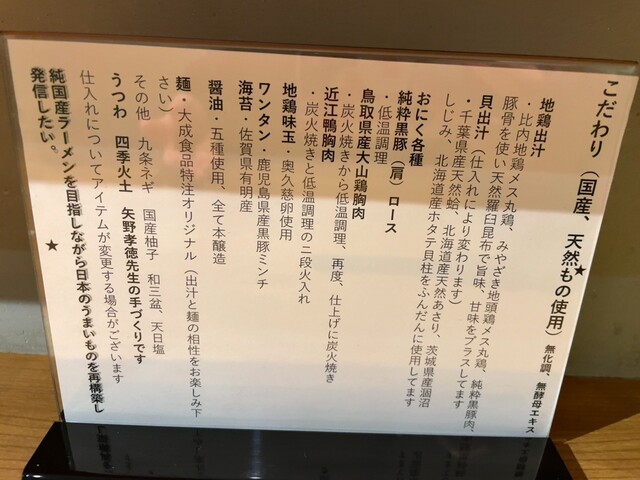 こだわり（国産、天然もの使用）無化調、無酵母エキス
地鶏出汁
・比内地鶏メス丸鶏、みやざき地頭鶏メス丸鶏、純粋黒豚肉、
豚骨を使い天然羅臼昆布で旨味、甘味をプラスしてます
貝出汁（仕入れにより変わります）
・千葉県産天然蛤、北海道産天然あさり、茨城県産涸沼
しじみ、北海道産ホタテ貝柱をふんだんに使用してます
おにく各種
純粋黒豚（肩）ロース
・低温調理
鳥取県産大山鶏胸肉
・炭火焼きから低温調理、再度、仕上げに炭火焼き
近江鴨胸肉
・炭火焼きと低温調理の二段火入れ
地鶏味玉・奥久慈卵使用
ワンタン・鹿児島県産黒豚ミンチ
海苔・佐賀県有明産
醤油・五種使用、全て本醸造
麺・大成食品特注オリジナル（出汁と麺の相性をお楽しみ下
さい）
その他　九条ネギ　国産柚子　和三盆、天日塩
うつわ　四季火土　矢野孝徳先生の手づくりです
仕入れについてアイテムが変更する場合がございます
純国産ラーメンを目指しながら日本のうまいものを再構築し
発信したい。